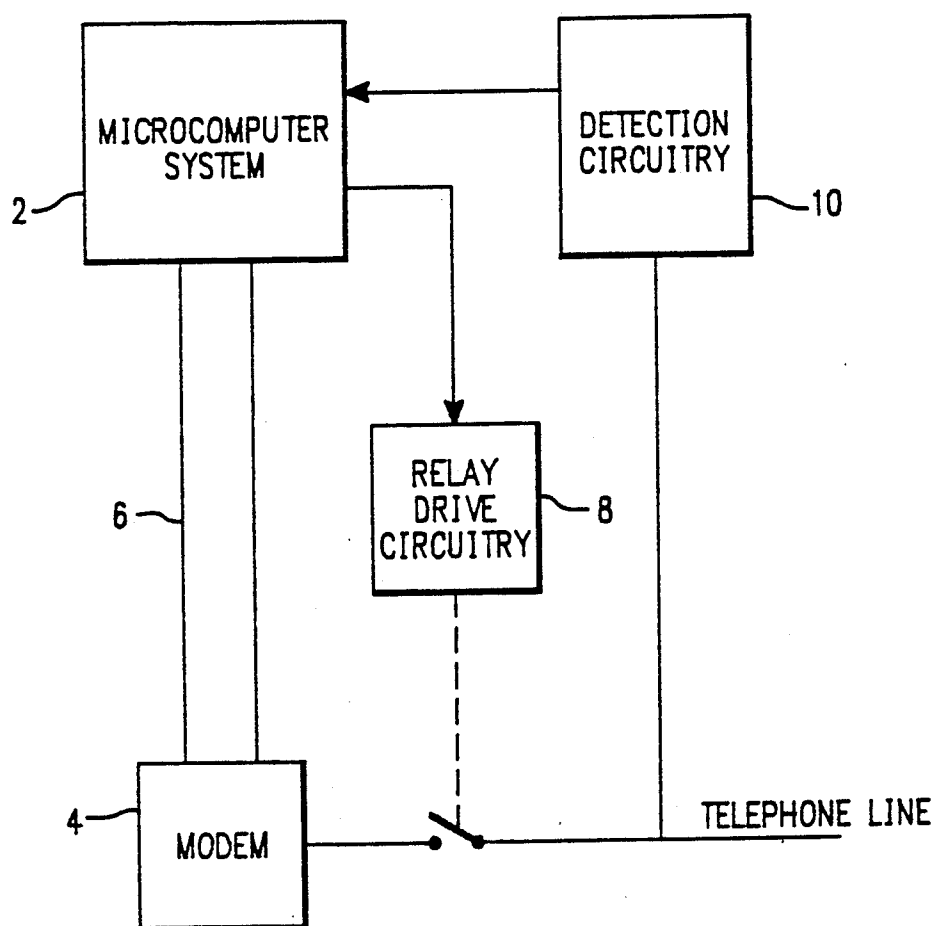 MICROCOMPUTER
SYSTEM
DETECTION
CIRCUITRY
2
10
RELAY
DRIVE
CIRCUITRY
6
8
4
MODEM
TELEPHONE LINE